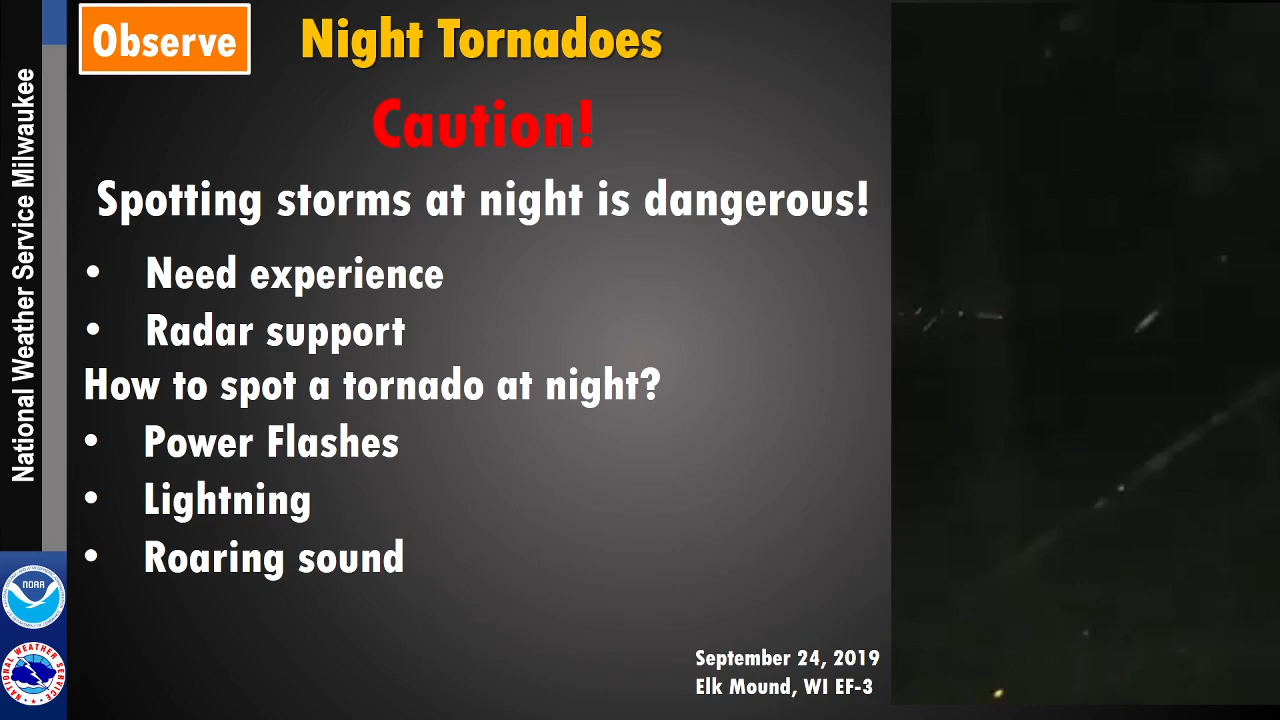 Observe
Night Tornadoes
Caution!
Spotting storms at night is dangerous!
• Need experience
• Radar support
How to spot a tornado at night?
• Power Flashes
• Lightning
• Roaring sound
September 24, 2019
Elk Mound, WI EF-3
National Weather Service Milwaukee
NOAA
NATIONAL WEATHER SERVICE